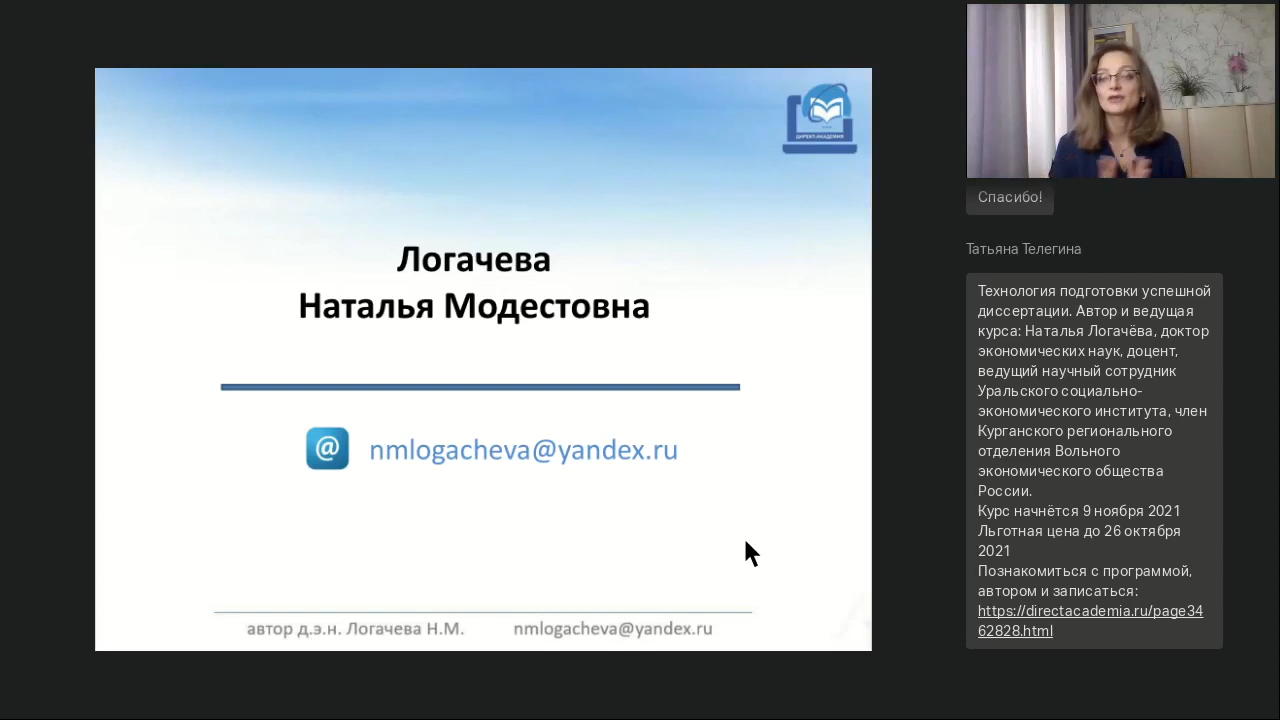 ДИРЕКТ-АКАДЕМИЯ
Логачева
Наталья Модестовна
@ nmlogacheva@yandex.ru
автор д.э.н. Логачева Н.М. nmlogacheva@yandex.ru
Спасибо!
Татьяна Телегина
Технология подготовки успешной
диссертации. Автор и ведущая
курса: Наталья Логачёва, доктор
экономических наук, доцент,
ведущий научный сотрудник
Уральского социально-
экономического института, член
Курганского регионального
отделения Вольного
экономического общества
России.
Курс начнётся 9 ноября 2021
Льготная цена до 26 октября
2021
Познакомиться с программой,
автором и записаться:
https://directacademia.ru/page34
62828.html